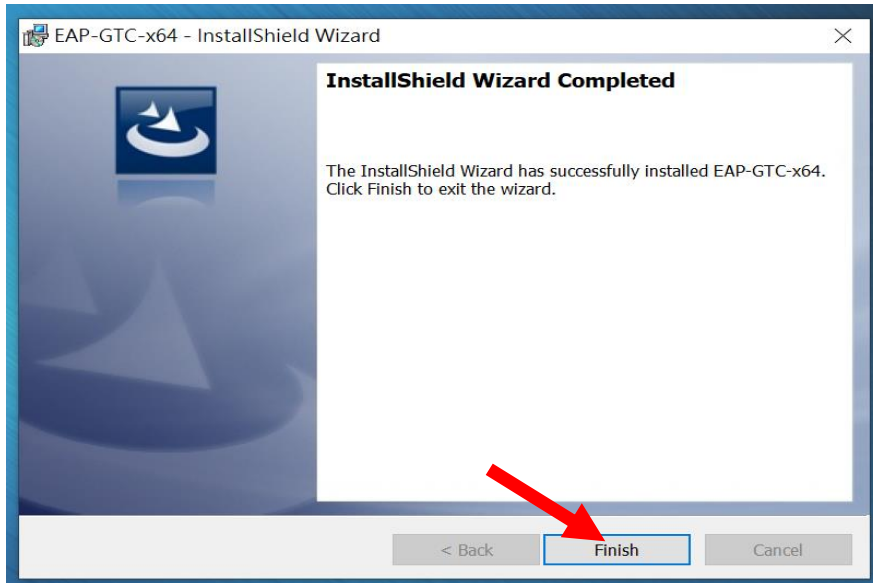 EAP-GTC-x64 - InstallShield Wizard
InstallShield Wizard Completed
The InstallShield Wizard has successfully installed EAP-GTC-x64.
Click Finish to exit the wizard.
< Back
Finish
Cancel